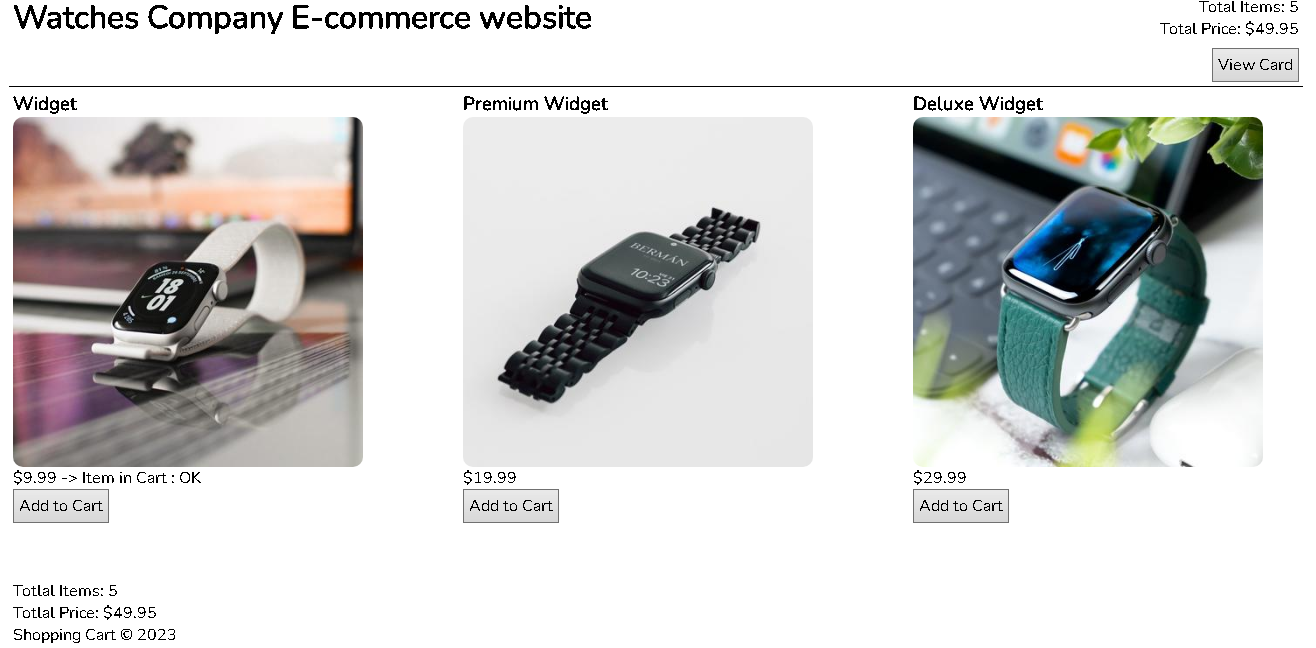 Watches Company E-commerce website
Total Items: 5
Total Price: $49.95
View Card
Widget
Premium Widget
Deluxe Widget
18
01
BERMÁN
10:23
$9.99 -> Item in Cart : OK
$19.99
$29.99
Add to Cart
Add to Cart
Add to Cart
Totlal Items: 5
Totlal Price: $49.95
Shopping Cart © 2023